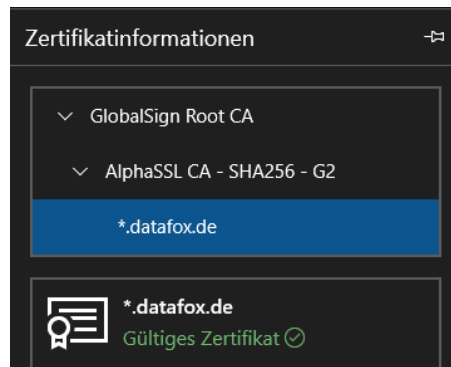 Zertifikatinformationen
GlobalSign Root CA
AlphaSSL CA - SHA256 - G2
*.datafox.de
*.datafox.de
Gültiges Zertifikat